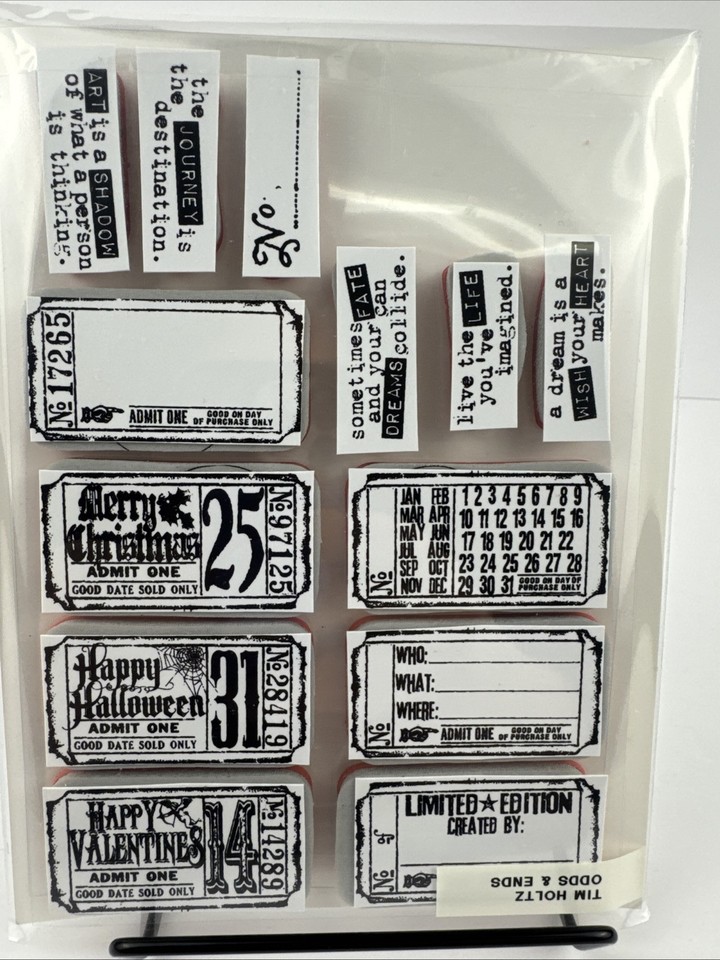 ART is a SHADOW
of what a person
is thinking.
the
the JOURNEY is
destination.
No.
sometimes FATE
and your can
DREAMS collide.
live the LIFE
you've
imagined.
a dream is a
WISH your HEART
makes.
No 17265
ADMIT ONE
GOOD ON DAY
OF PURCHASE ONLY
Merry
Christmas
ADMIT ONE
GOOD DATE SOLD ONLY
25
No 97125
No
JAN FEB
MAR APR
MAY JUN
JUL AUG
SEP OCT
NOV DEC
1 2 3 4 5 6 7 8 9
10 11 12 13 14 15 16
17 18 19 20 21 22
23 24 25 26 27 28
29 30 31
GOOD ON DAY OF
PURCHASE ONLY
Happy
Halloween
ADMIT ONE
GOOD DATE SOLD ONLY
31
No 28419
No
WHO:
WHAT:
WHERE:
ADMIT ONE
GOOD ON DAY
OF PURCHASE ONLY
HAPPY
VALENTINES
ADMIT ONE
GOOD DATE SOLD ONLY
14
No 14289
No of
LIMITED★EDITION
CREATED BY:
TIM HOLTZ
ODDS & ENDS